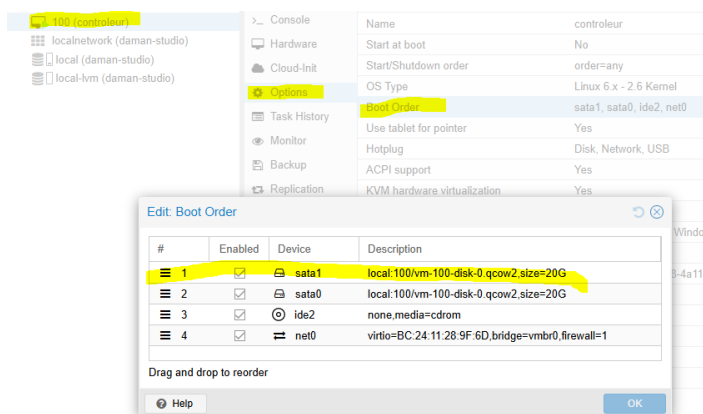 100 (controleur)
localnetwork (daman-studio)
local (daman-studio)
local-lvm (daman-studio)
>_ Console
Hardware
Cloud-Init
Options
Task History
Monitor
Backup
Replication
Name controleur
Start at boot No
Start/Shutdown order order=any
OS Type Linux 6.x - 2.6 Kernel
Boot Order sata1, sata0, ide2, net0
Use tablet for pointer Yes
Hotplug Disk, Network, USB
ACPI support Yes
KVM hardware virtualization Yes
Windo
3-4a11
Edit: Boot Order
# Enabled Device Description
1 sata1 local:100/vm-100-disk-0.qcow2,size=20G
2 sata0 local:100/vm-100-disk-0.qcow2,size=20G
3 ide2 none,media=cdrom
4 net0 virtio=BC:24:11:28:9F:6D,bridge=vmbr0,firewall=1
Drag and drop to reorder
Help
OK